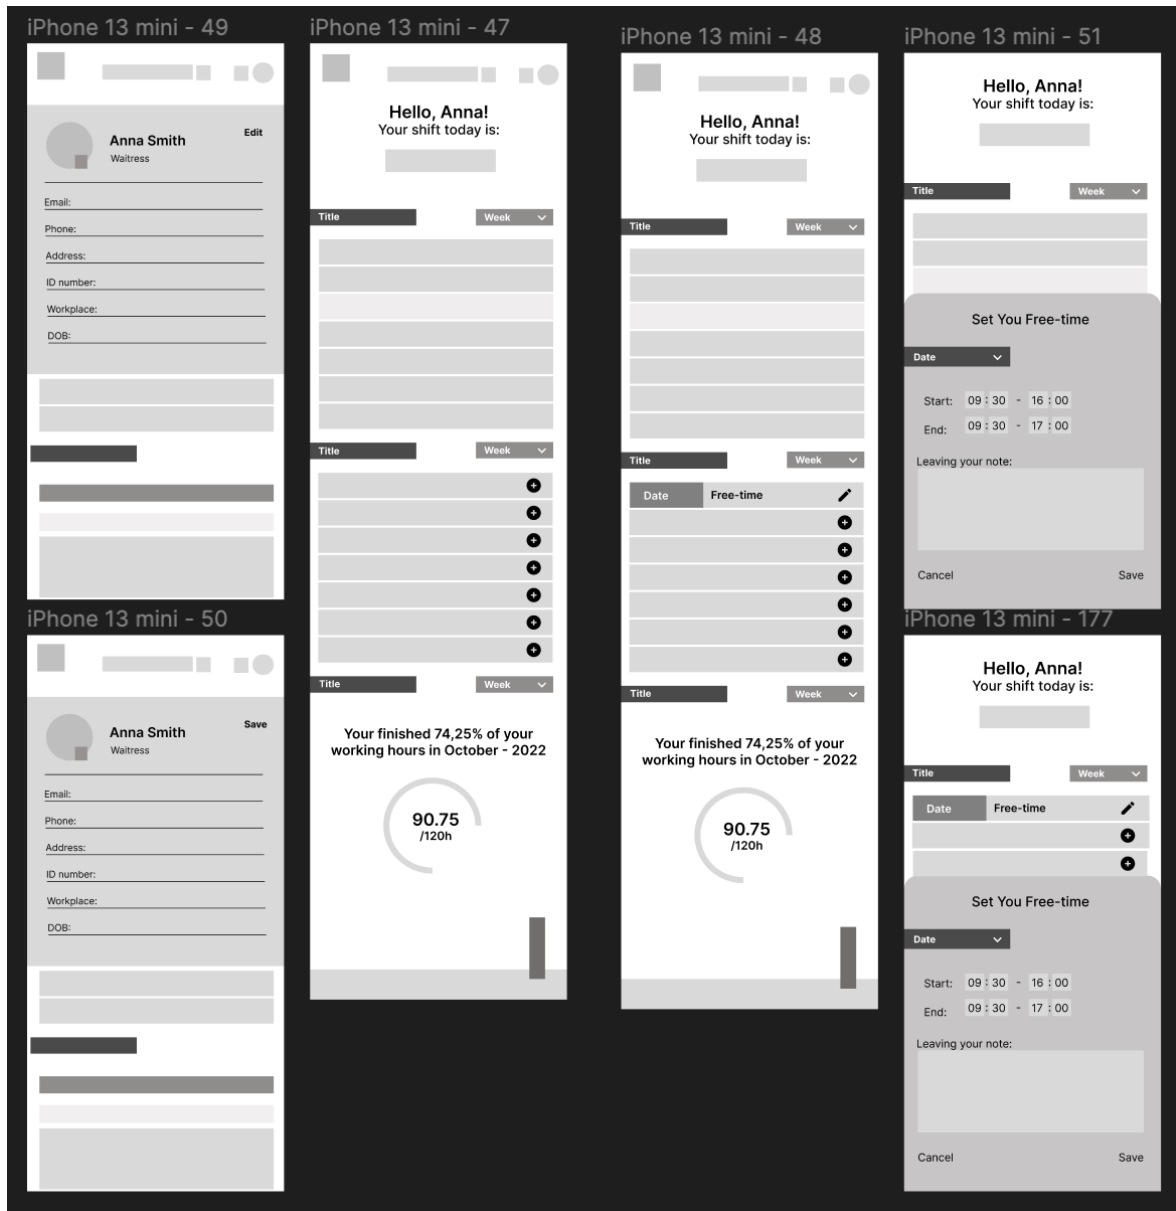 iPhone 13 mini - 49
Anna Smith
Edit
Waitress
Email:
Phone:
Address:
ID number:
Workplace:
DOB:
iPhone 13 mini - 50
Anna Smith
Save
Waitress
Email:
Phone:
Address:
ID number:
Workplace:
DOB:
iPhone 13 mini - 47
Hello, Anna!
Your shift today is:
Title
Week
Title
Week
Title
Week
Your finished 74,25% of your
working hours in October - 2022
90.75
/120h
iPhone 13 mini - 48
Hello, Anna!
Your shift today is:
Title
Week
Title
Week
Date
Free-time
Title
Week
Your finished 74,25% of your
working hours in October - 2022
90.75
/120h
iPhone 13 mini - 51
Hello, Anna!
Your shift today is:
Title
Week
Set You Free-time
Date
Start: 09 : 30 - 16 : 00
End: 09 : 30 - 17 : 00
Leaving your note:
Cancel
Save
iPhone 13 mini - 177
Hello, Anna!
Your shift today is:
Title
Week
Date
Free-time
Set You Free-time
Date
Start: 09 : 30 - 16 : 00
End: 09 : 30 - 17 : 00
Leaving your note:
Cancel
Save